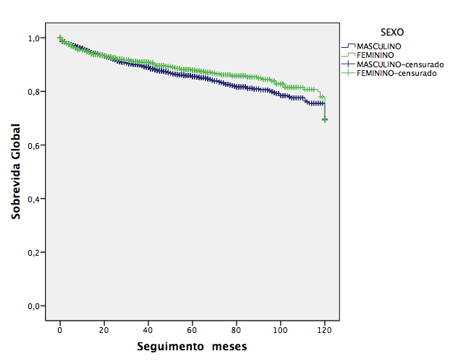 SEXO
MASCULINO
FEMININO
MASCULINO-censurado
FEMININO-censurado
1,0
0,8
0,6
0,4
0,2
0,0
Sobrevida Global
0
20
40
60
80
100
120
Seguimento meses